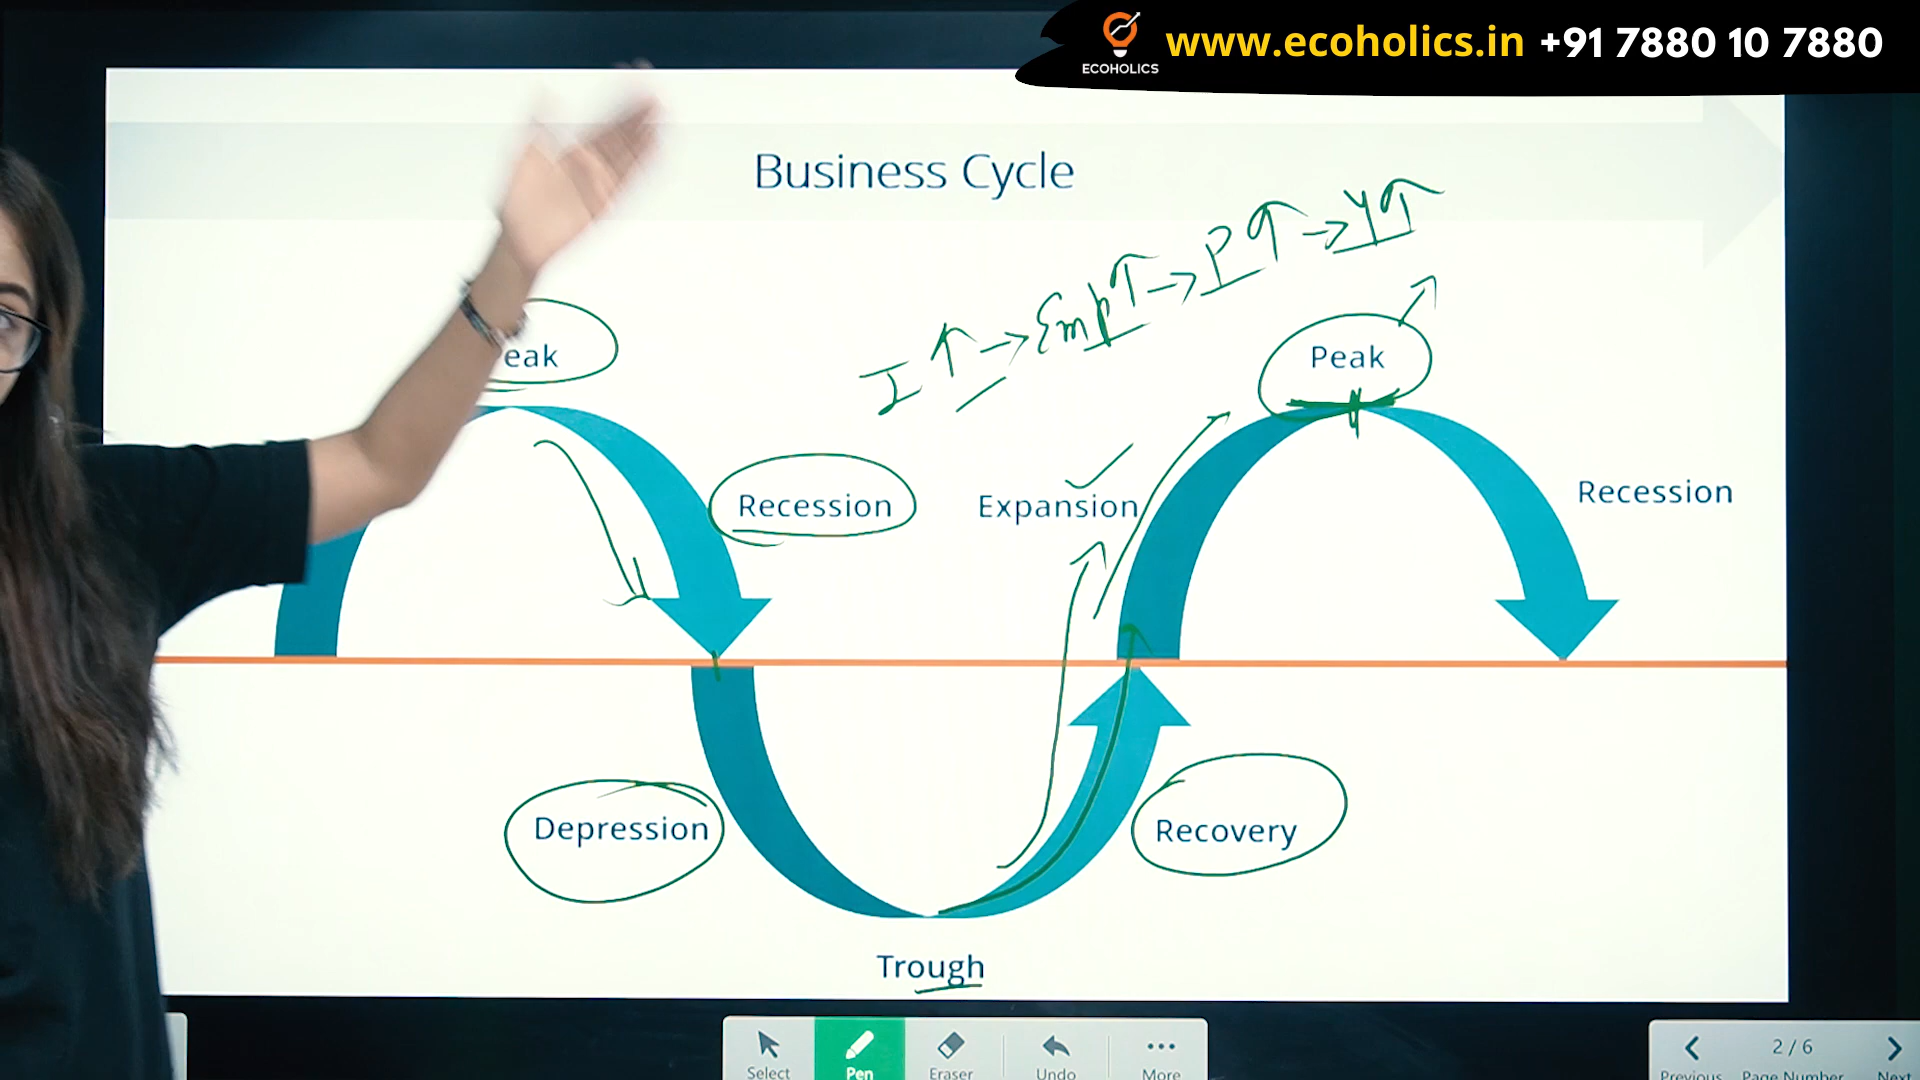 ECOHOLICS
www.ecoholics.in +91 7880 10 7880
Business Cycle
I ↑ → Emp ↑ → P ↑ → Y ↑
eak
Peak
Recession
Expansion
Recession
Depression
Recovery
Trough
Select
Pen
Eraser
Undo
More
2 / 6
Previous
Page Number
Next